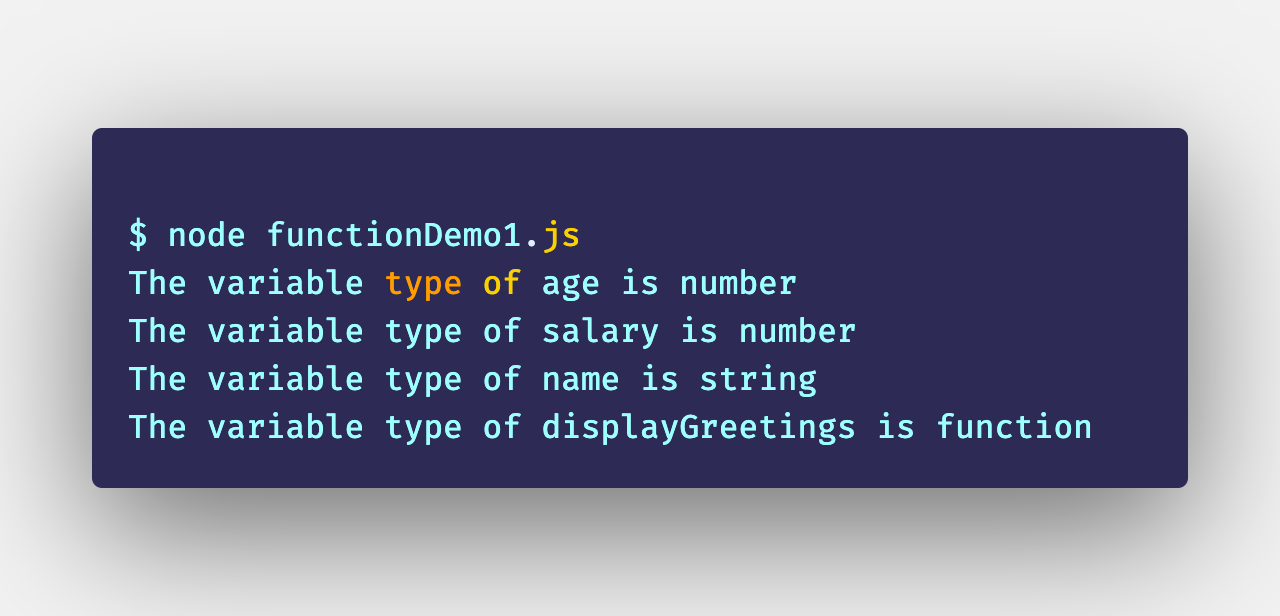 $ node functionDemo1.js
The variable type of age is number
The variable type of salary is number
The variable type of name is string
The variable type of displayGreetings is function